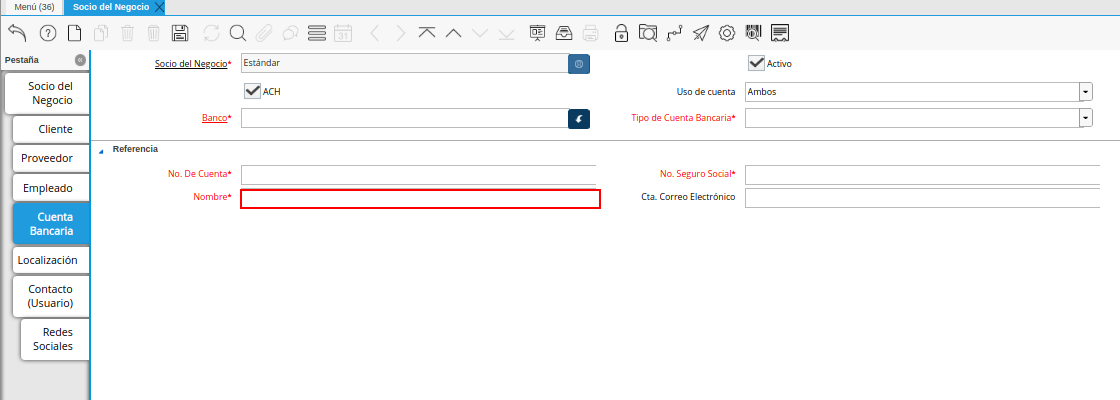 Menú (36)
Socio del Negocio
Pestaña
Socio del
Negocio
Cliente
Proveedor
Empleado
Cuenta
Bancaria
Localización
Contacto
(Usuario)
Redes
Sociales
Socio del Negocio* Estándar
Activo
ACH
Uso de cuenta Ambos
Banco*
Tipo de Cuenta Bancaria*
Referencia
No. De Cuenta*
No. Seguro Social*
Nombre*
Cta. Correo Electrónico
31